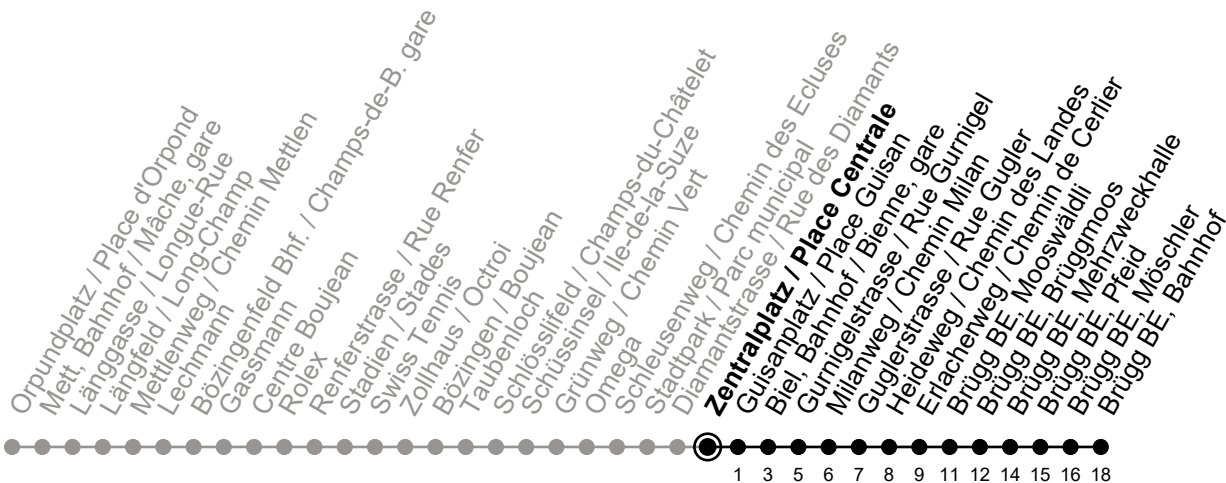 Orpundplatz / Place d'Orpond
Mett, Bahnhof / Mâche, gare
Länggasse / Longue-Rue
Längfeld / Long-Champ
Mettlenweg / Chemin Mettlen
Lechmann
Bözingenfeld Bhf. / Champs-de-B. gare
Gassmann
Centre Boujean
Rolex
Renferstrasse / Rue Renfer
Stadien / Stades
Swiss Tennis
Zollhaus / Octroi
Bözingen / Boujean
Taubenloch
Schlösslifeld / Champs-du-Châtelet
Schüssinsel / Ile-de-la-Suze
Grünweg / Chemin Vert
Omega
Schleusenweg / Chemin des Ecluses
Stadtpark / Parc municipal
Diamantstrasse / Rue des Diamants
Zentralplatz / Place Centrale
Guisanplatz / Place Guisan
Biel, Bahnhof / Bienne, gare
Gurnigelstrasse / Rue Gurnigel
Milanweg / Chemin Milan
Guglerstrasse / Rue Gugler
Heideweg / Chemin des Landes
Erlacherweg / Chemin de Cerlier
Brügg BE, Mooswäldli
Brügg BE, Brüggmoos
Brügg BE, Mehrzweckhalle
Brügg BE, Pfeid
Brügg BE, Möschler
Brügg BE, Bahnhof
1 3 5 6 7 8 9 11 12 14 15 16 18